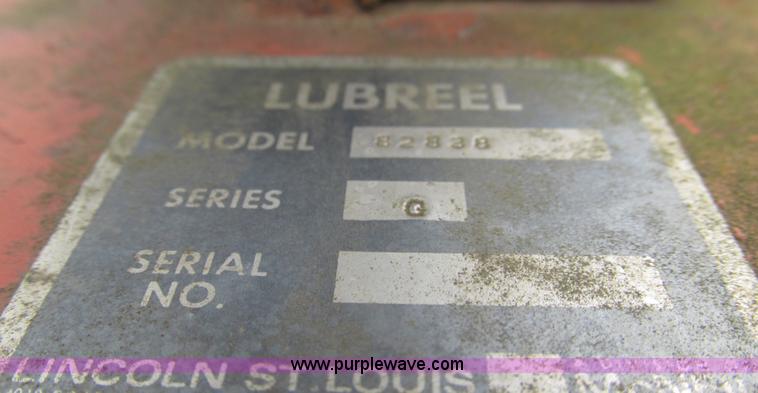 LUBREEL
MODEL 82838
SERIES G
SERIAL NO.
LINCOLN ST. LOUIS
www.purplewave.com